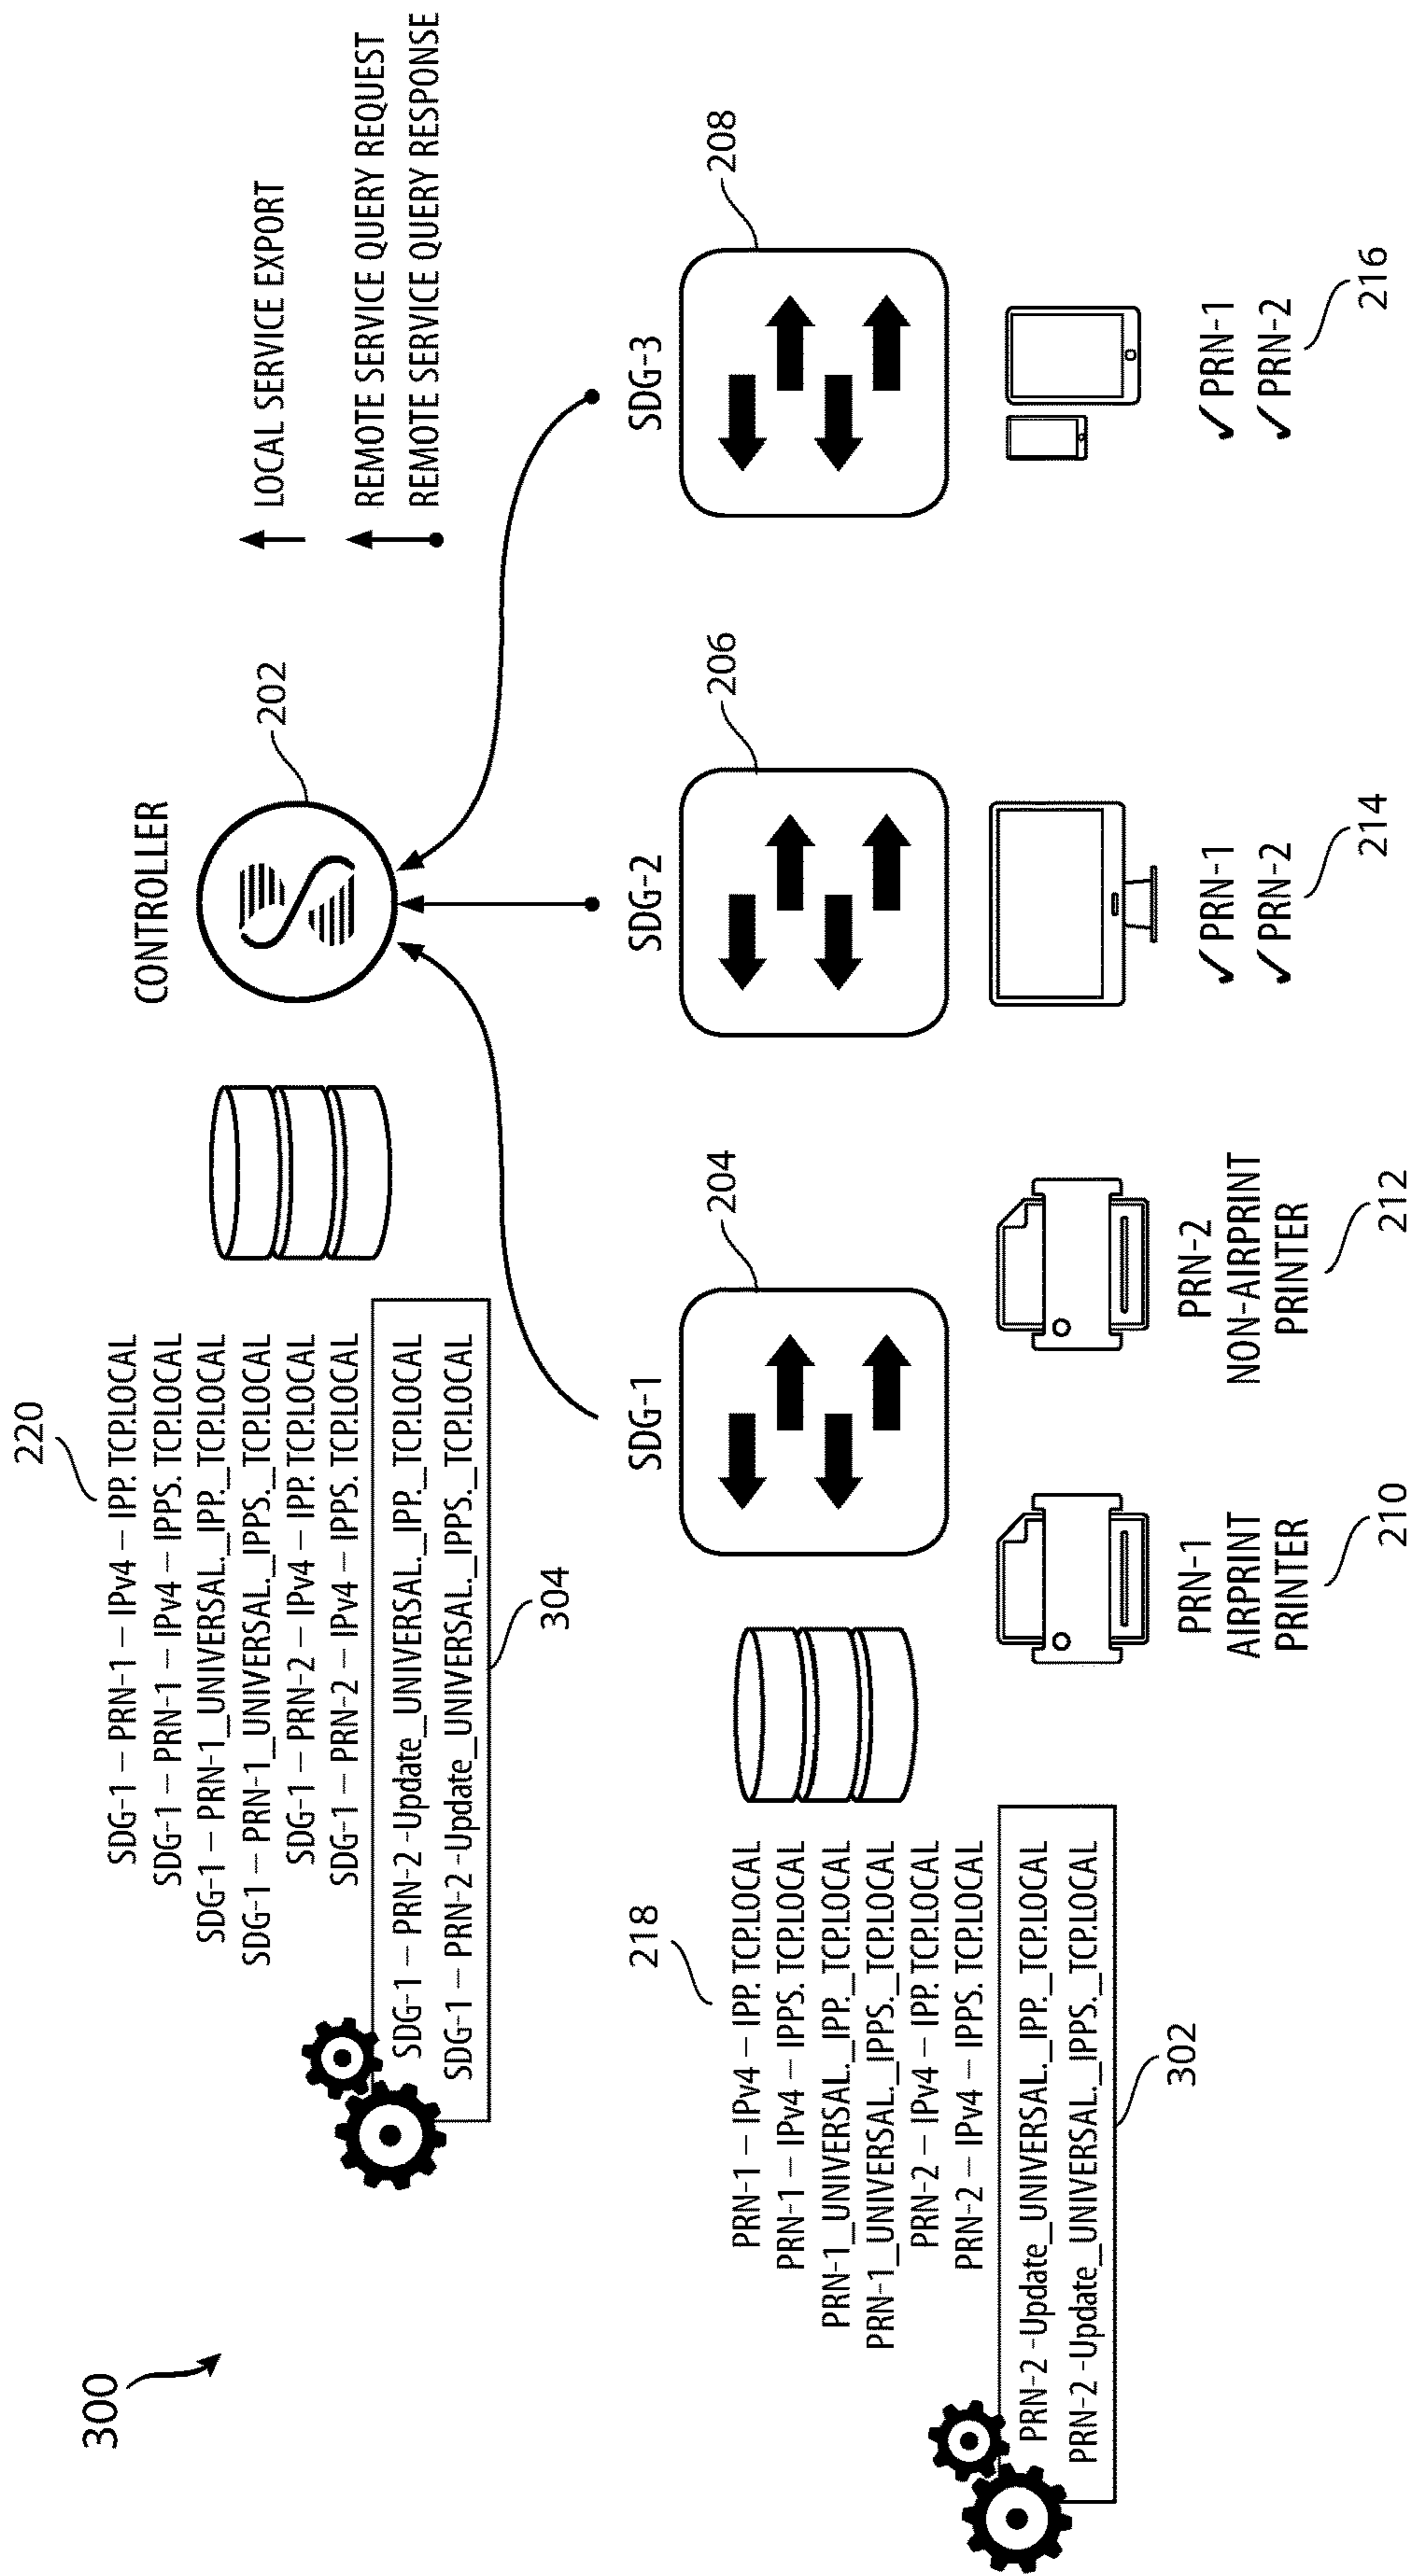 300
220
SDG-1 – PRN-1 – IPv4 – IPP. TCP.LOCAL
SDG-1 – PRN-1 – IPv4 – IPPS. TCP.LOCAL
SDG-1 – PRN-1_UNIVERSAL._IPP._TCP.LOCAL
SDG-1 – PRN-1_UNIVERSAL._IPPS._TCP.LOCAL
SDG-1 – PRN-2 – IPv4 – IPP. TCP.LOCAL
SDG-1 – PRN-2 – IPv4 – IPPS. TCP.LOCAL
SDG-1 – PRN-2 -Update_UNIVERSAL._IPP._TCP.LOCAL
SDG-1 – PRN-2 -Update_UNIVERSAL._IPPS._TCP.LOCAL
304
CONTROLLER
202
LOCAL SERVICE EXPORT
REMOTE SERVICE QUERY REQUEST
REMOTE SERVICE QUERY RESPONSE
218
PRN-1 – IPv4 – IPP. TCP.LOCAL
PRN-1 – IPv4 – IPPS. TCP.LOCAL
PRN-1_UNIVERSAL._IPP._TCP.LOCAL
PRN-1_UNIVERSAL._IPPS._TCP.LOCAL
PRN-2 – IPv4 – IPP. TCP.LOCAL
PRN-2 – IPv4 – IPPS. TCP.LOCAL
PRN-2 -Update_UNIVERSAL._IPP._TCP.LOCAL
PRN-2 -Update_UNIVERSAL._IPPS._TCP.LOCAL
302
SDG-1
204
SDG-2
206
SDG-3
208
PRN-1
AIRPRINT
PRINTER
210
PRN-2
NON-AIRPRINT
PRINTER
212
✓PRN-1
✓PRN-2
214
✓PRN-1
✓PRN-2
216